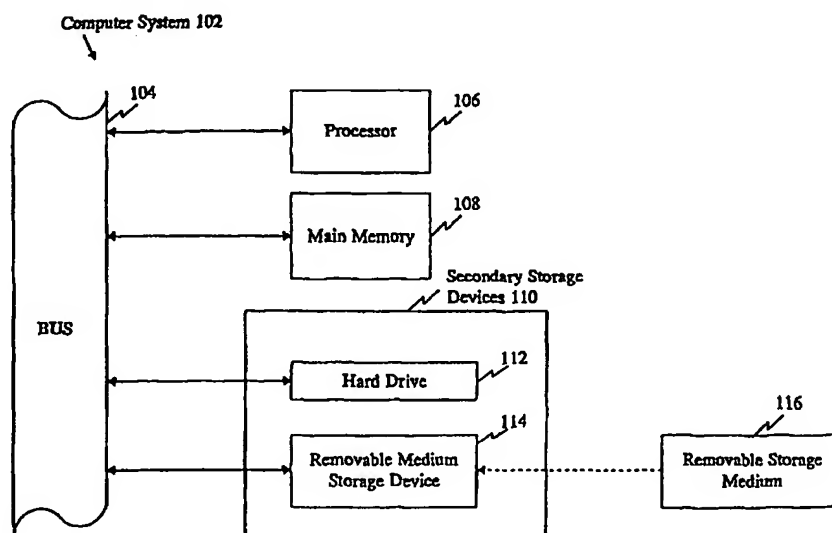 Computer System 102
104
106
Processor
108
Main Memory
Secondary Storage
Devices 110
BUS
112
Hard Drive
114
116
Removable Medium
Storage Device
Removable Storage
Medium